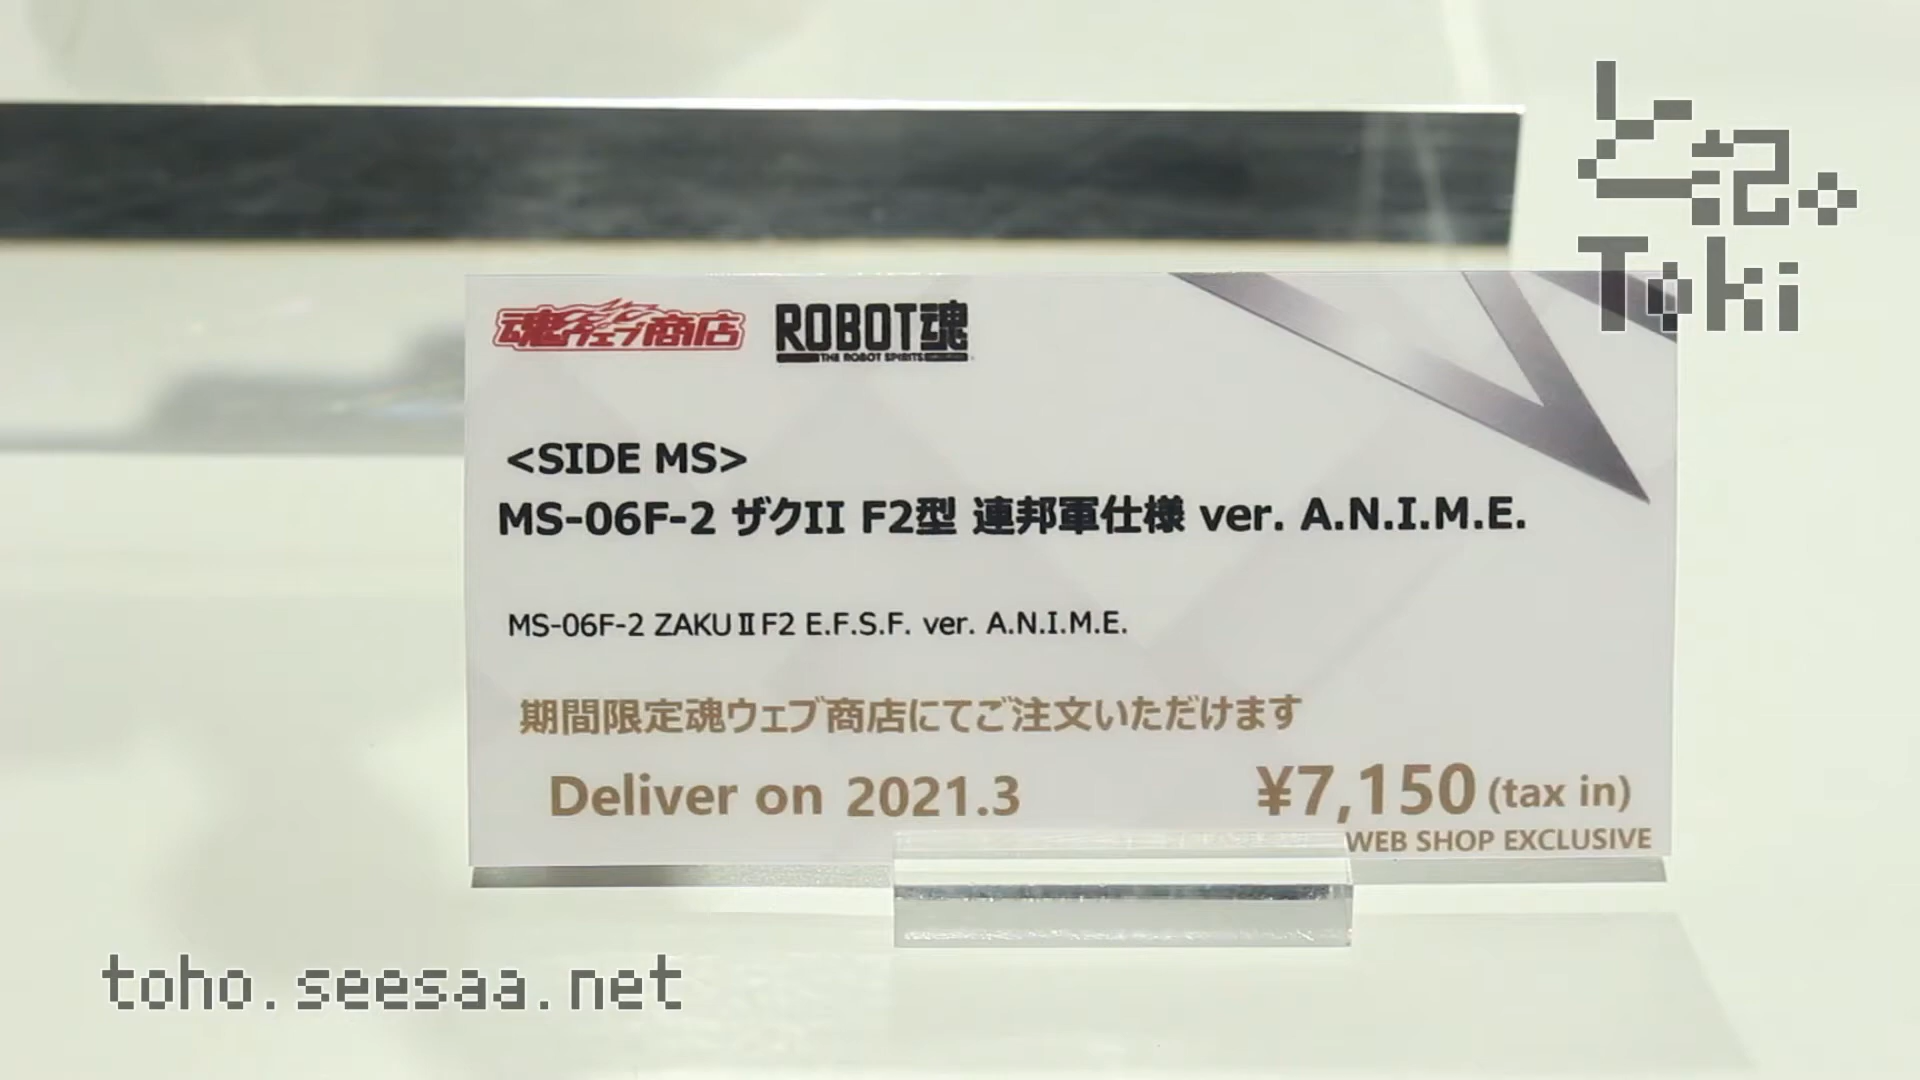 と記。
Toki
魂ウェブ商店 ROBOT魂
THE ROBOT SPIRITS
<SIDE MS>
MS-06F-2 ザクII F2型 連邦軍仕様 ver. A.N.I.M.E.
MS-06F-2 ZAKUⅡF2 E.F.S.F. ver. A.N.I.M.E.
期間限定魂ウェブ商店にてご注文いただけます
Deliver on 2021.3 ¥7,150 (tax in)
WEB SHOP EXCLUSIVE
toho.seesaa.net